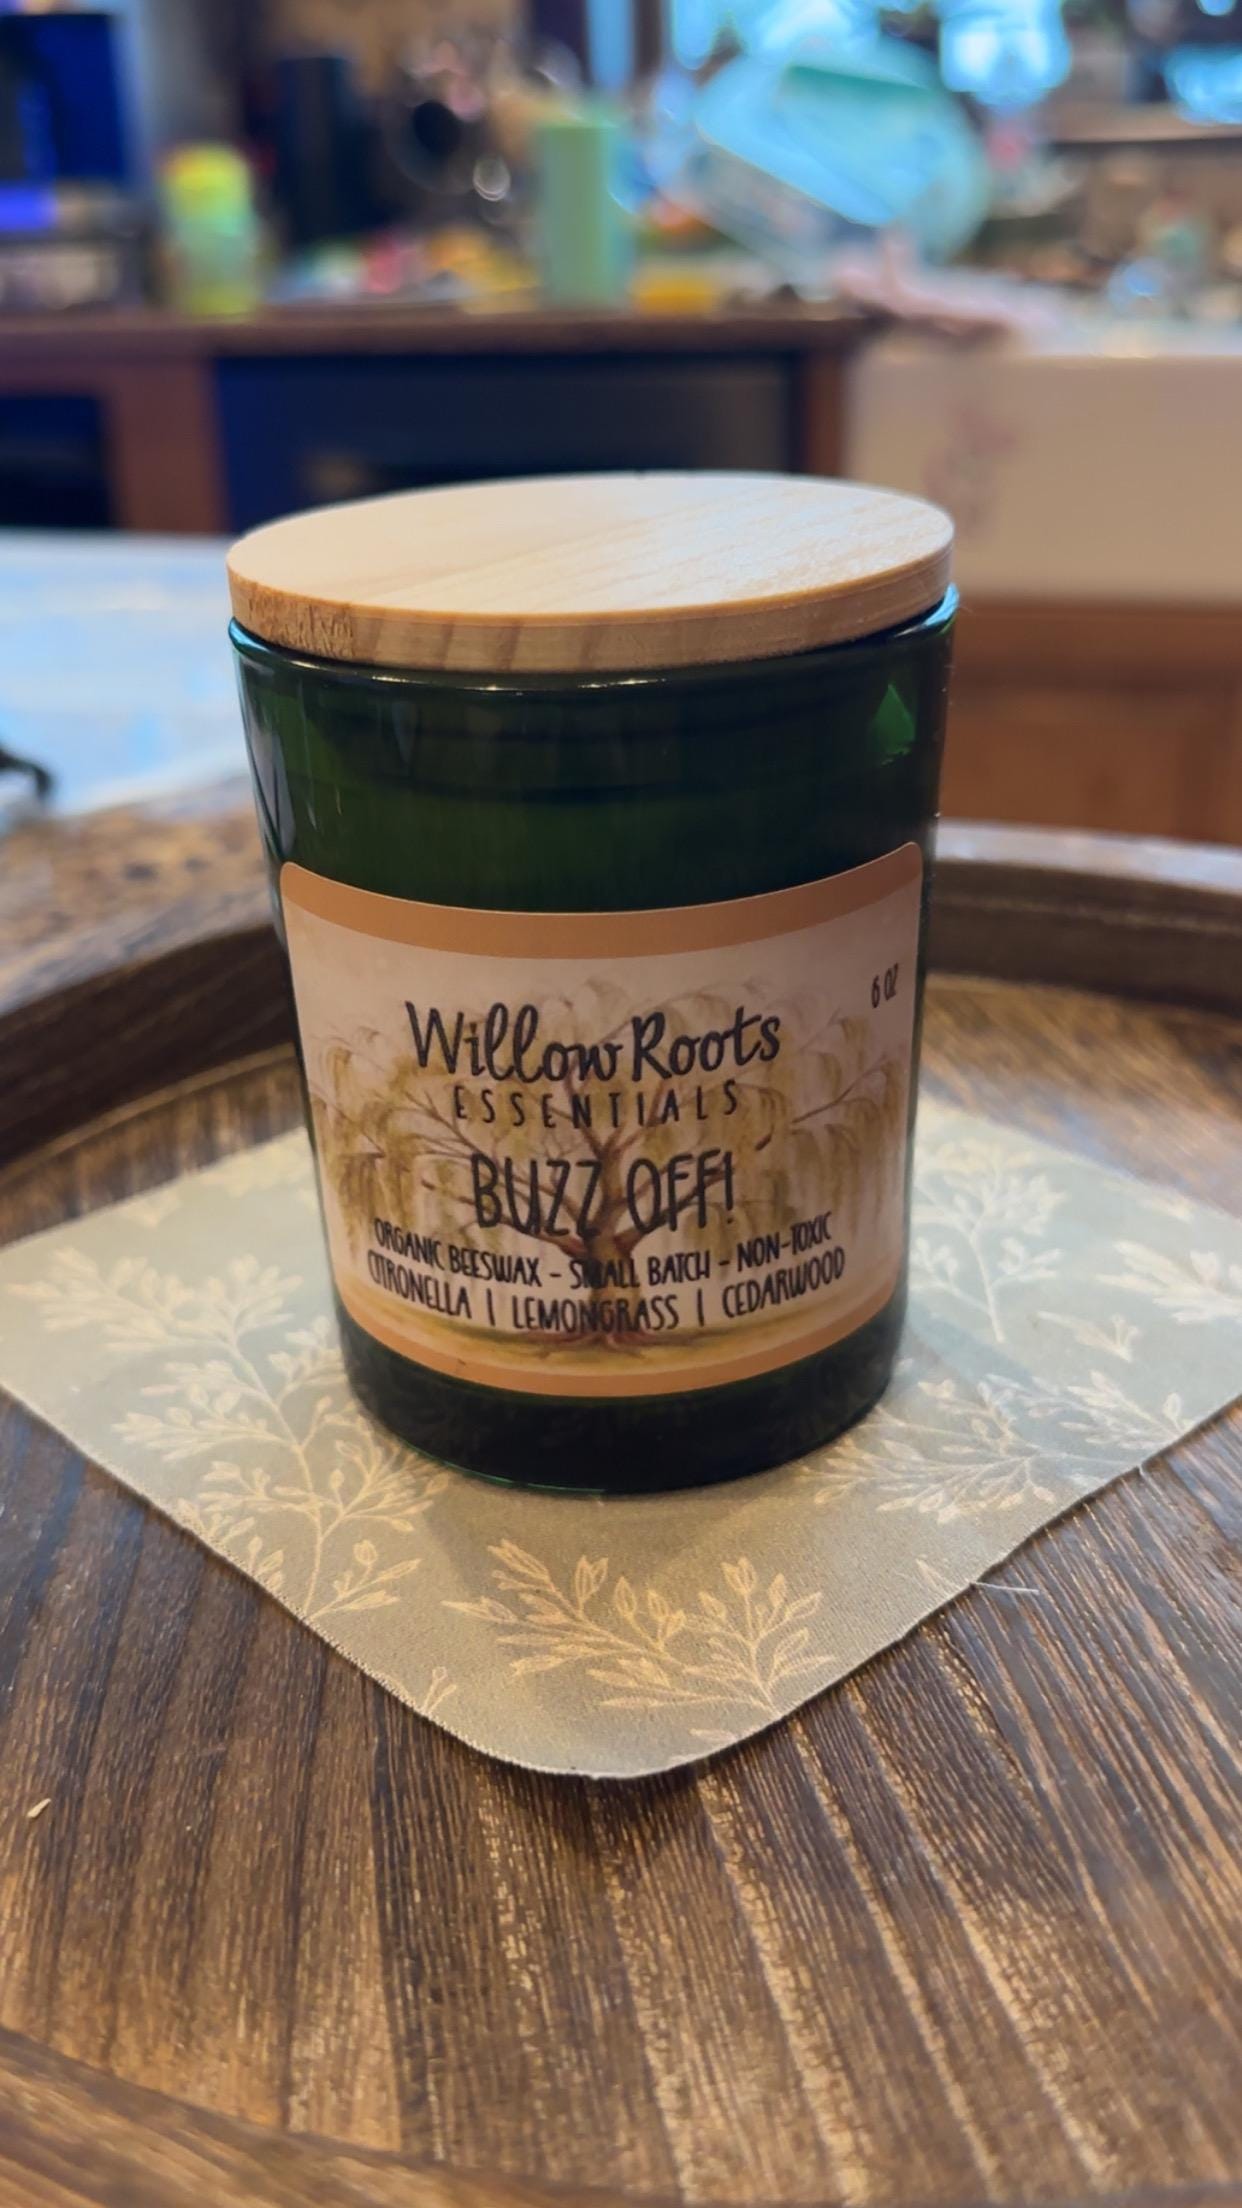 6 OZ
Willow Roots
ESSENTIALS
BUZZ OFF!
ORGANIC BEESWAX - SMALL BATCH - NON-TOXIC
CITRONELLA | LEMONGRASS | CEDARWOOD